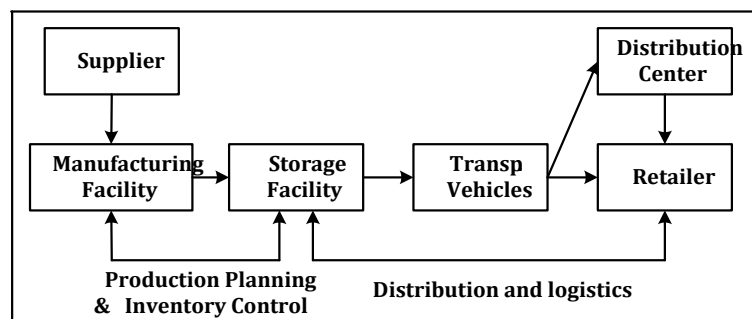 Supplier
Distribution
Center
Manufacturing
Facility
Storage
Facility
Transp
Vehicles
Retailer
Production Planning
& Inventory Control
Distribution and logistics